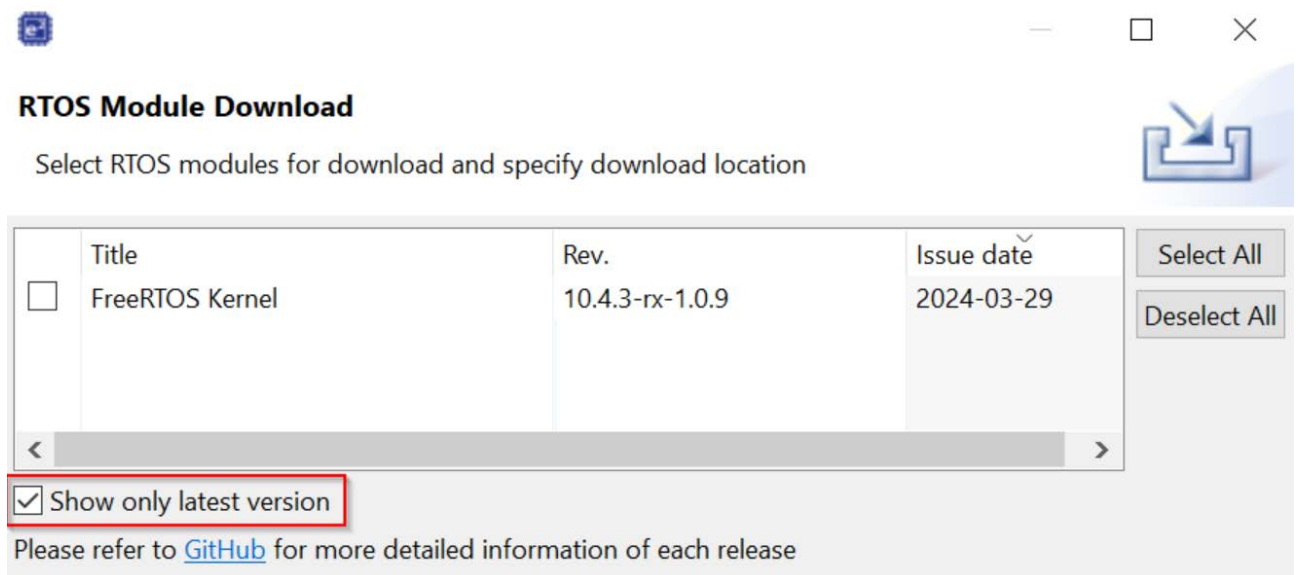 RTOS Module Download
Select RTOS modules for download and specify download location
Title Rev. Issue date Select All
FreeRTOS Kernel 10.4.3-rx-1.0.9 2024-03-29
Deselect All
Show only latest version
Please refer to GitHub for more detailed information of each release